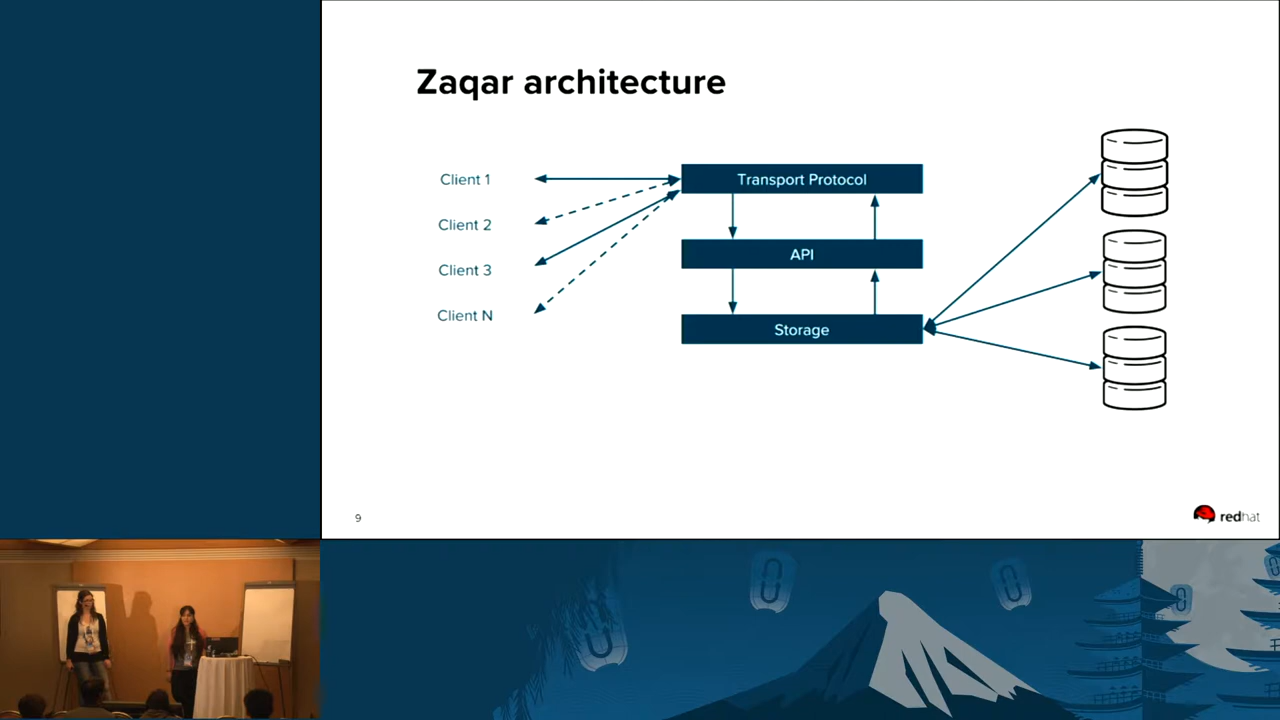 Zaqar architecture
Client 1
Client 2
Client 3
Client N
Transport Protocol
API
Storage
9
redhat